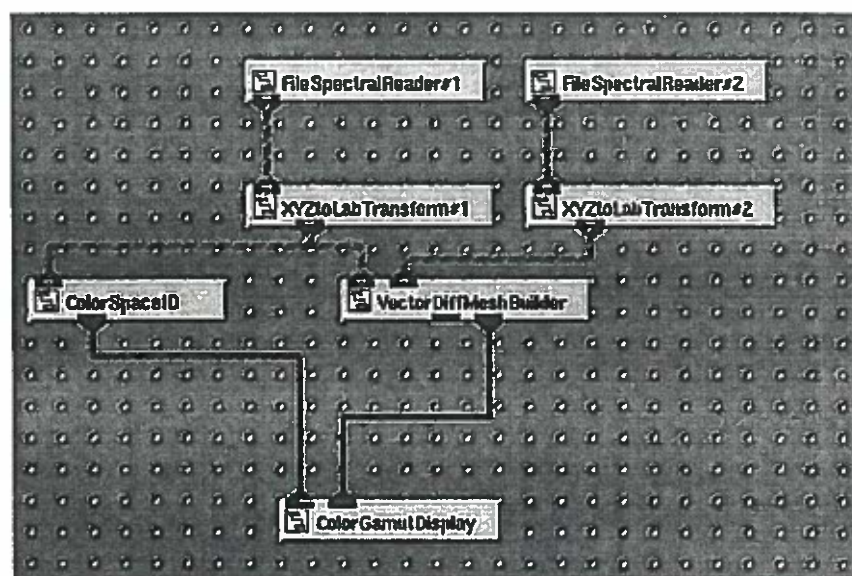 FileSpectralReader#1
FileSpectralReader#2
XYZtoLabTransform#1
XYZtoLabTransform#2
ColorSpaceID
VectorDiffMeshBuilder
ColorGamutDisplay